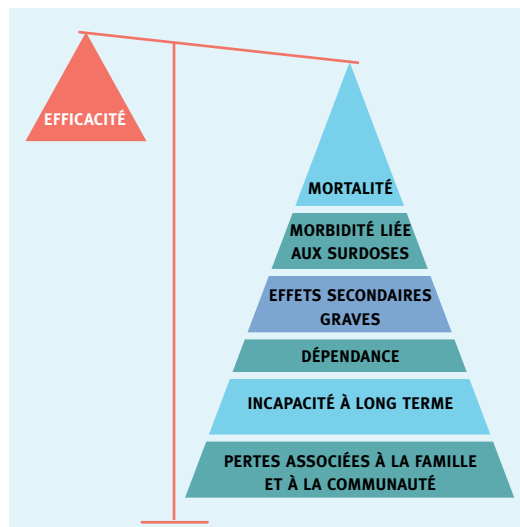 EFFICACITÉ
MORTALITÉ
MORBIDITÉ LIÉE
AUX SURDOSES
EFFETS SECONDAIRES
GRAVES
DÉPENDANCE
INCAPACITÉ À LONG TERME
PERTES ASSOCIÉES À LA FAMILLE
ET À LA COMMUNAUTÉ